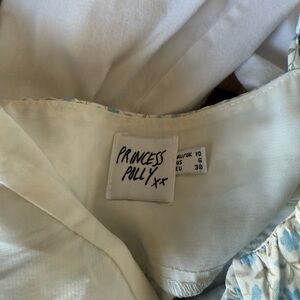 PRINCESS
POLLY xx
AU/UK 10
US 6
EU 38